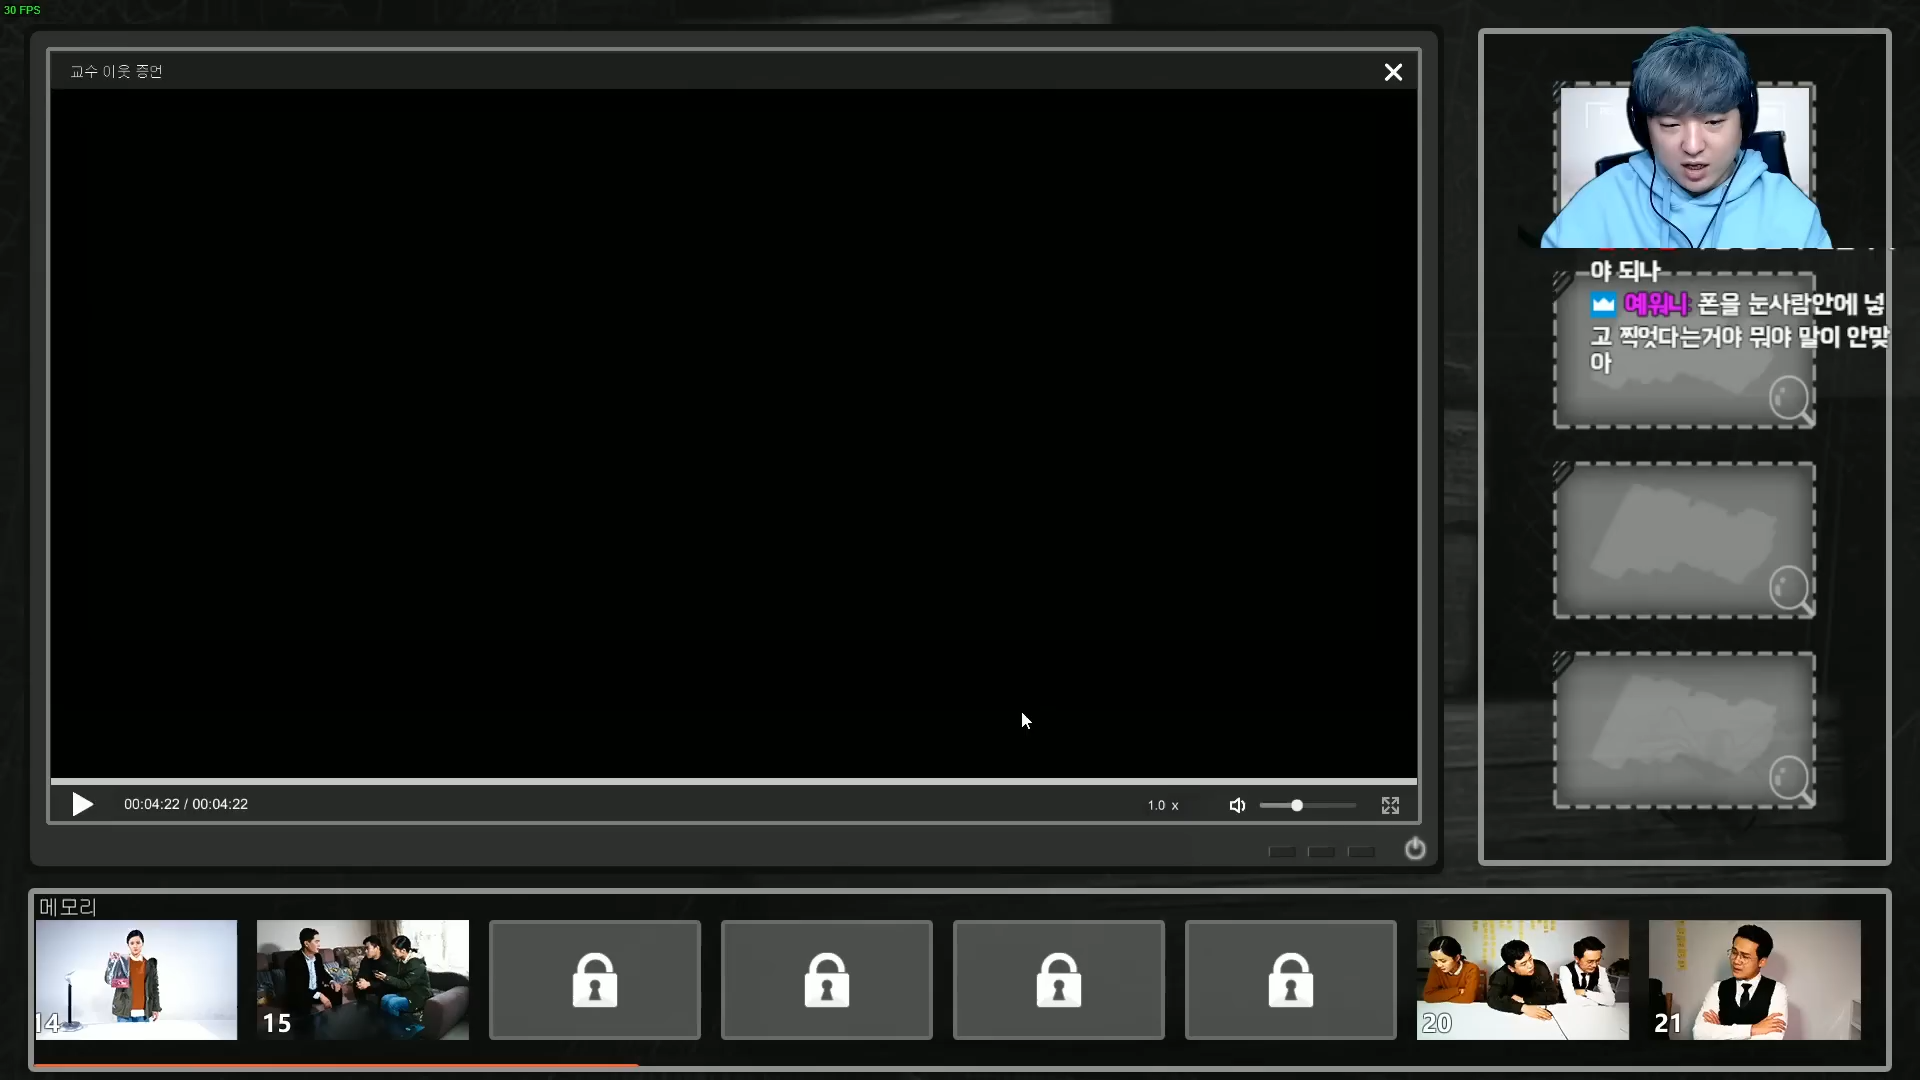 30 FPS
교수 이웃 증언
야 되나
예워니: 폰을 눈사람안에 넣
고 찍엇다는거야 뭐야 말이 안맞
아
00:04:22 / 00:04:22
1.0 x
메모리
14
15
20
21